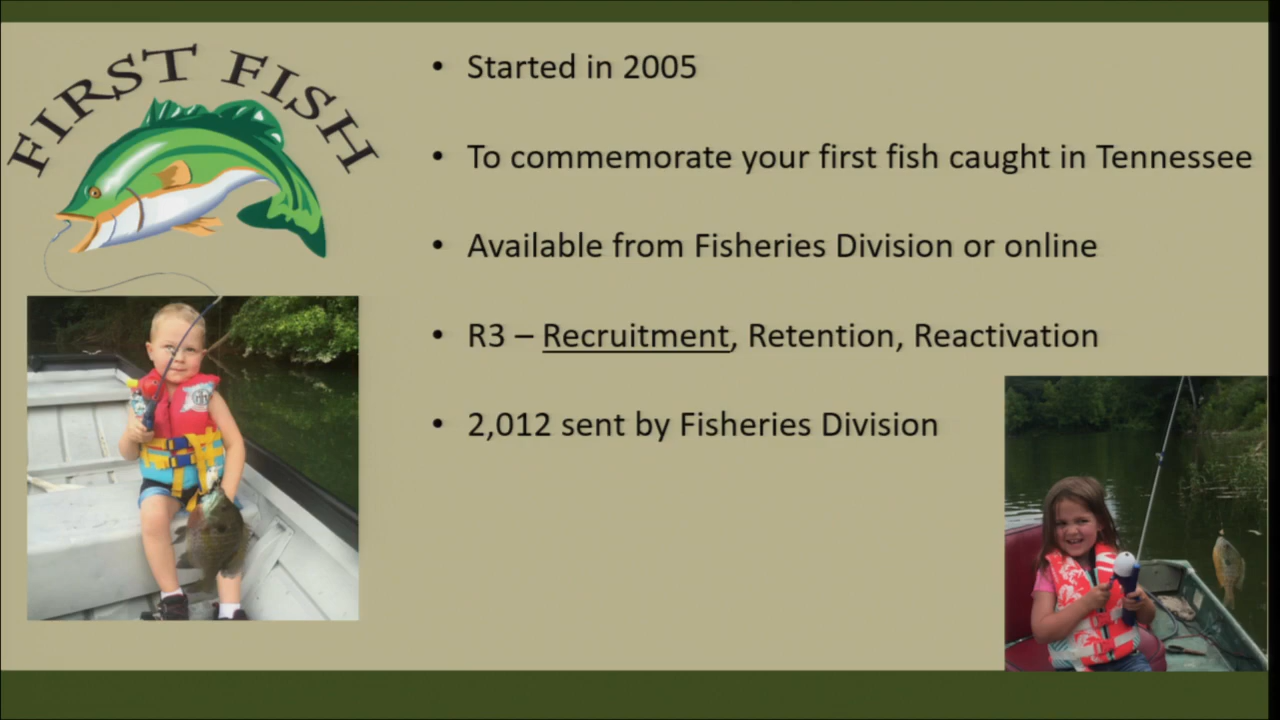 FIRST FISH
• Started in 2005
• To commemorate your first fish caught in Tennessee
• Available from Fisheries Division or online
• R3 – Recruitment, Retention, Reactivation
• 2,012 sent by Fisheries Division